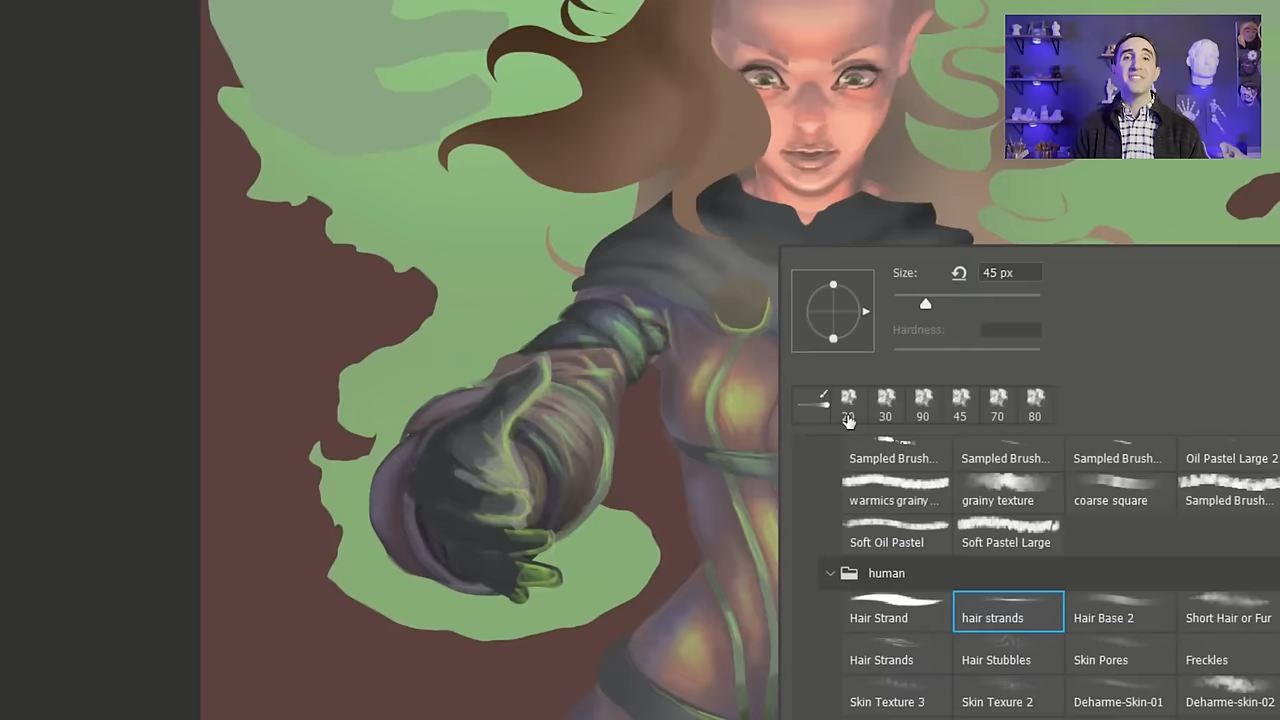 Size: 45 px
Hardness:
20 30 90 45 70 80
Sampled Brush... Sampled Brush... Sampled Brush... Oil Pastel Large 2
warmics grainy ... grainy texture coarse square Sampled Brush...
Soft Oil Pastel Soft Pastel Large
human
Hair Strand hair strands Hair Base 2 Short Hair or Fur
Hair Strands Hair Stubbles Skin Pores Freckles
Skin Texture 3 Skin Texure 2 Deharme-Skin-01 Deharme-skin-02